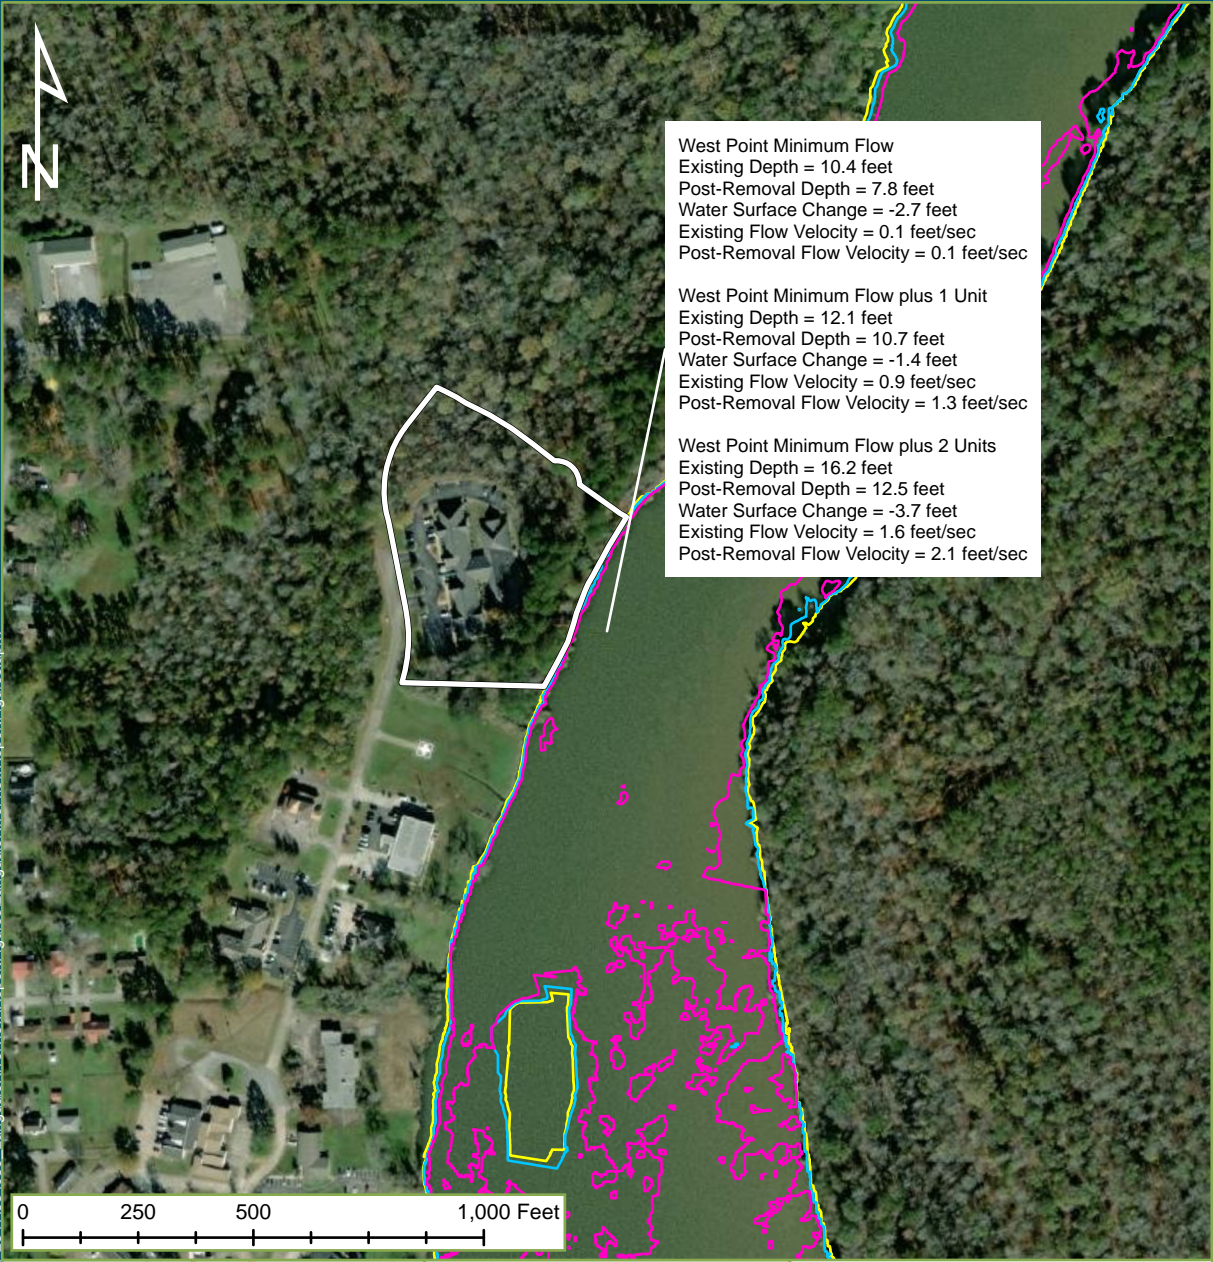 N
West Point Minimum Flow
Existing Depth = 10.4 feet
Post-Removal Depth = 7.8 feet
Water Surface Change = -2.7 feet
Existing Flow Velocity = 0.1 feet/sec
Post-Removal Flow Velocity = 0.1 feet/sec
West Point Minimum Flow plus 1 Unit
Existing Depth = 12.1 feet
Post-Removal Depth = 10.7 feet
Water Surface Change = -1.4 feet
Existing Flow Velocity = 0.9 feet/sec
Post-Removal Flow Velocity = 1.3 feet/sec
West Point Minimum Flow plus 2 Units
Existing Depth = 16.2 feet
Post-Removal Depth = 12.5 feet
Water Surface Change = -3.7 feet
Existing Flow Velocity = 1.6 feet/sec
Post-Removal Flow Velocity = 2.1 feet/sec
0 250 500 1,000 Feet